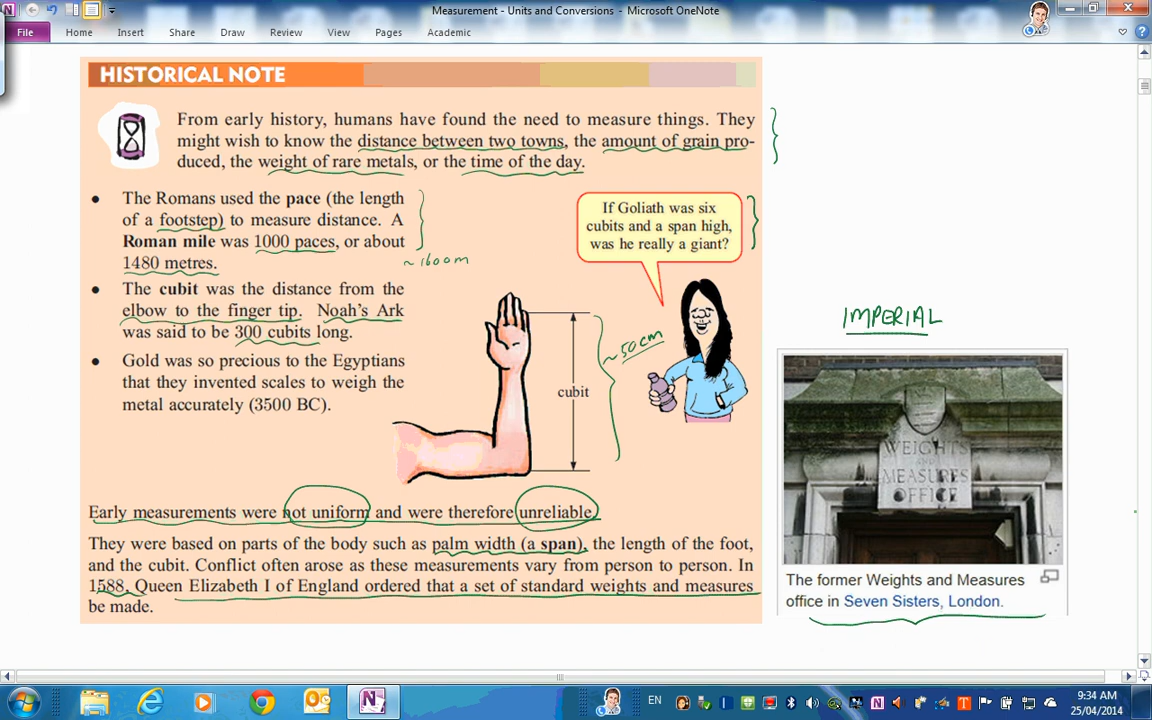 Measurement - Units and Conversions - Microsoft OneNote
File Home Insert Share Draw Review View Pages Academic
HISTORICAL NOTE
From early history, humans have found the need to measure things. They
might wish to know the distance between two towns, the amount of grain pro-
duced, the weight of rare metals, or the time of the day.
• The Romans used the pace (the length
of a footstep) to measure distance. A
Roman mile was 1000 paces, or about
1480 metres.
~1600m
• The cubit was the distance from the
elbow to the finger tip. Noah's Ark
was said to be 300 cubits long.
• Gold was so precious to the Egyptians
that they invented scales to weigh the
metal accurately (3500 BC).
If Goliath was six
cubits and a span high,
was he really a giant?
~50cm
cubit
Early measurements were not uniform and were therefore unreliable.
They were based on parts of the body such as palm width (a span), the length of the foot,
and the cubit. Conflict often arose as these measurements vary from person to person. In
1588, Queen Elizabeth I of England ordered that a set of standard weights and measures
be made.
IMPERIAL
WEIGHTS
AND
MEASURES
OFFICE
The former Weights and Measures
office in Seven Sisters, London.
EN
9:34 AM
25/04/2014